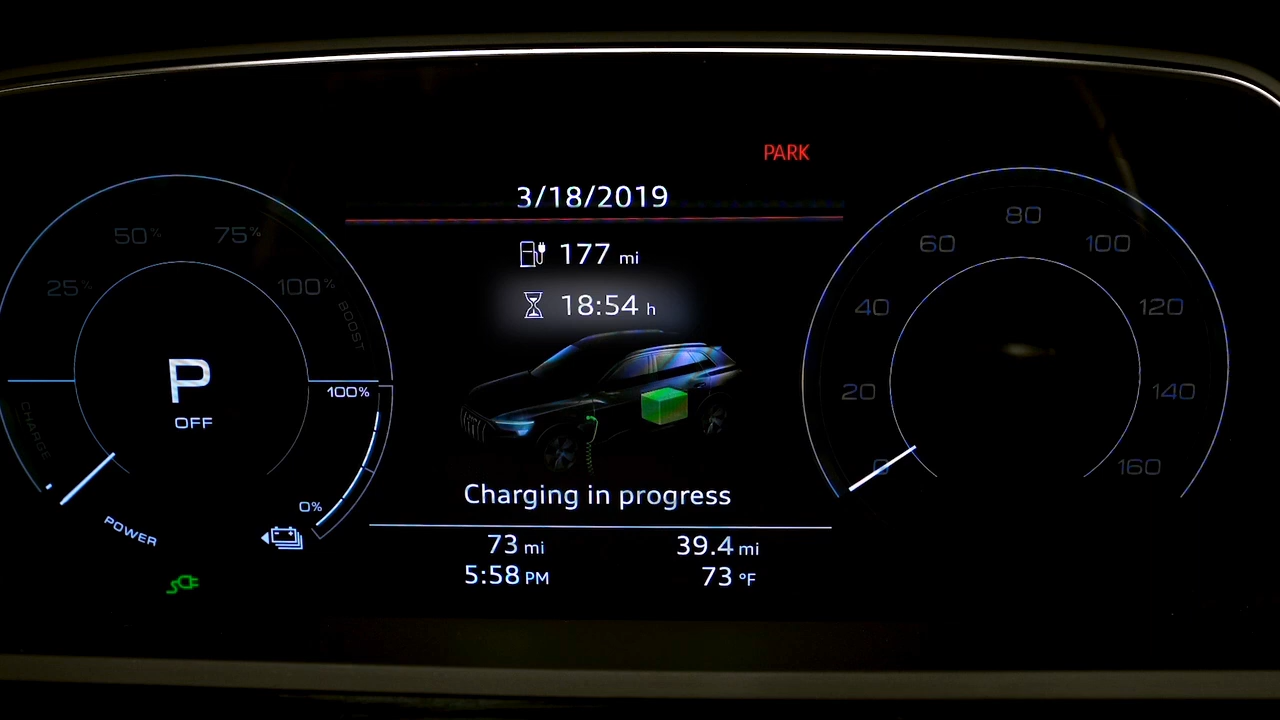 PARK
3/18/2019
177 mi
18:54 h
25%
50%
75%
100%
BOOST
CHARGE
P
OFF
100%
0%
POWER
Charging in progress
73 mi
39.4 mi
5:58 PM
73 °F
0
20
40
60
80
100
120
140
160